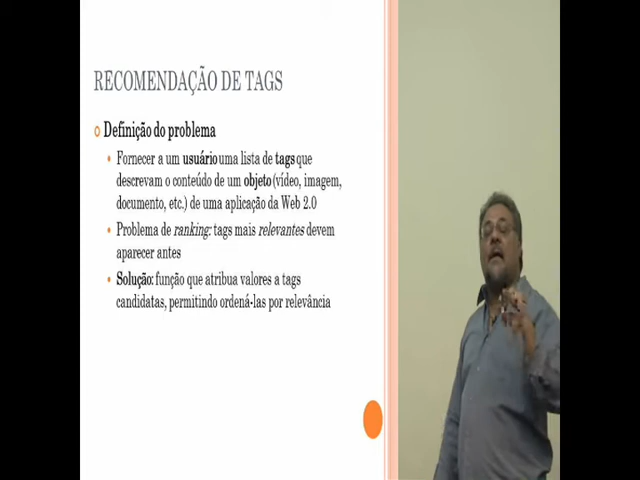 RECOMENDAÇÃO DE TAGS
Definição do problema
Fornecer a um usuário uma lista de tags que
descrevam o conteúdo de um objeto (vídeo, imagem,
documento, etc.) de uma aplicação da Web 2.0
Problema de ranking: tags mais relevantes devem
aparecer antes
Solução: função que atribua valores a tags
candidatas, permitindo ordená-las por relevância